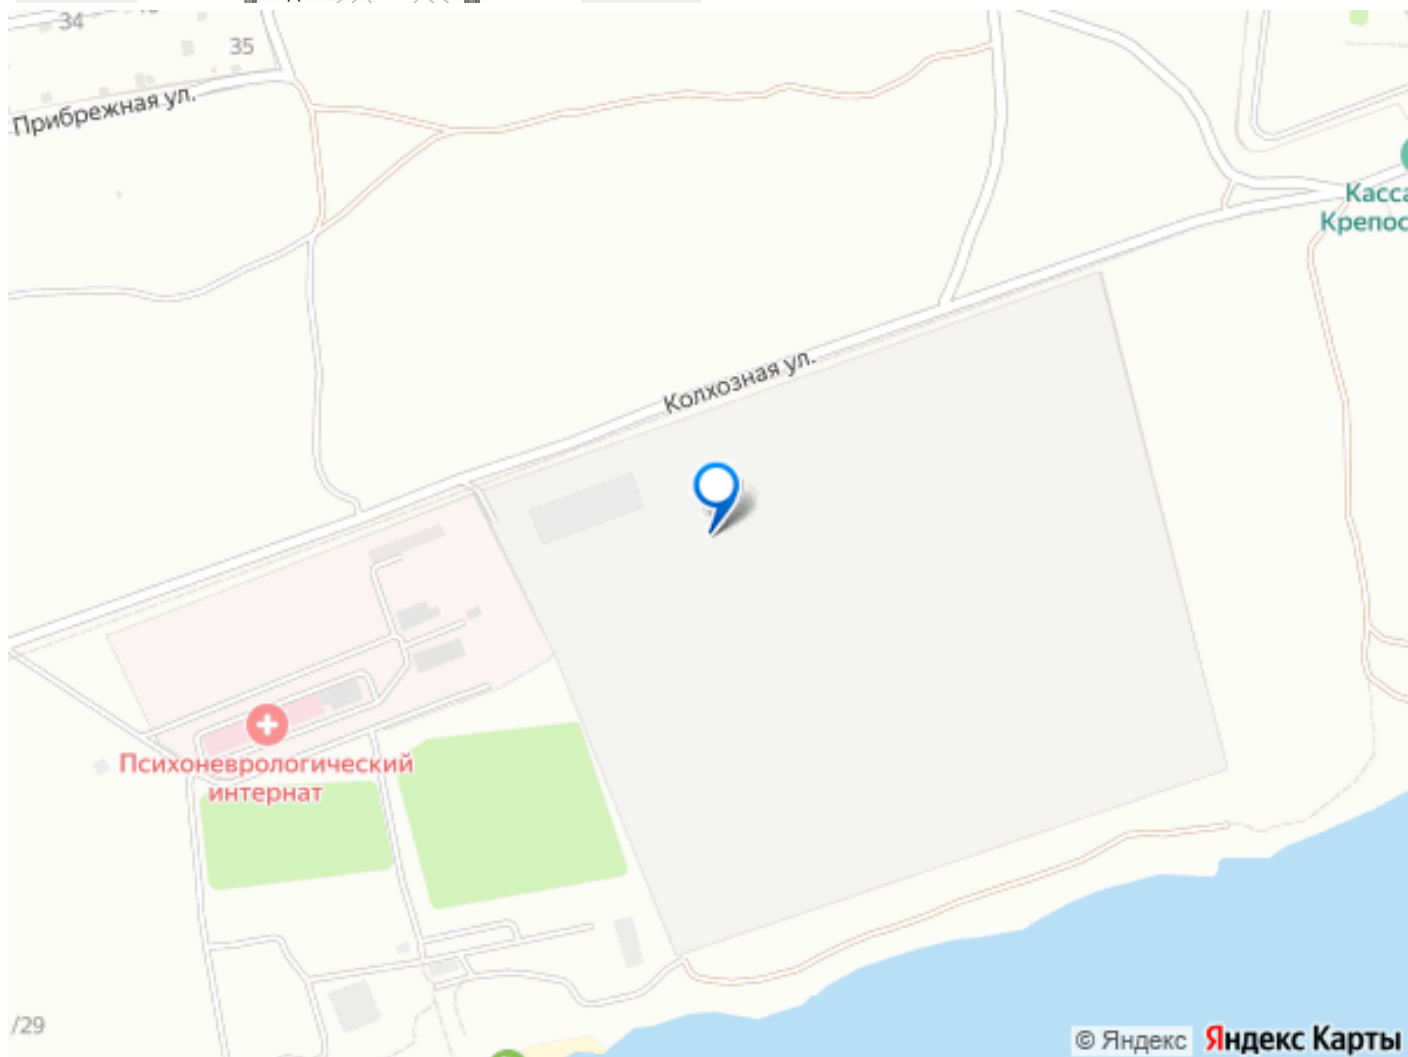 34
35
Прибрежная ул.
Касса
Крепос
Колхозная ул.
Психоневрологический
интернат
/29
© Яндекс Яндекс Карты